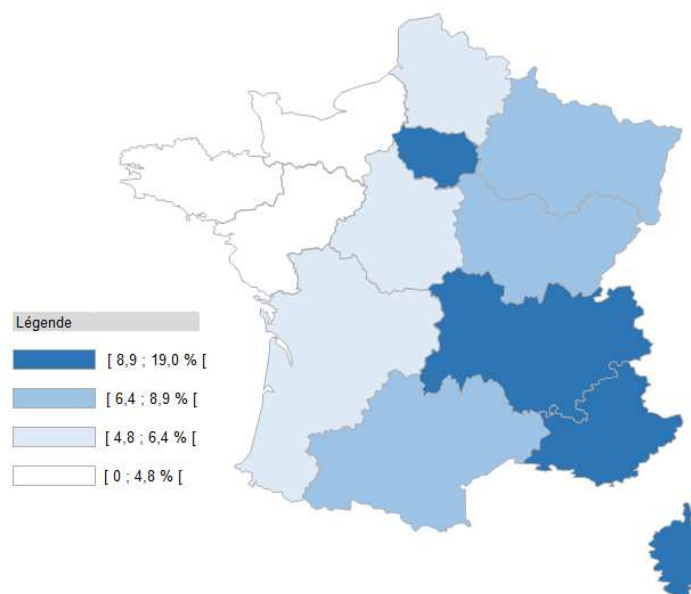 Légende
[ 8,9 ; 19,0 % [
[ 6,4 ; 8,9 % [
[ 4,8 ; 6,4 % [
[ 0 ; 4,8 % [